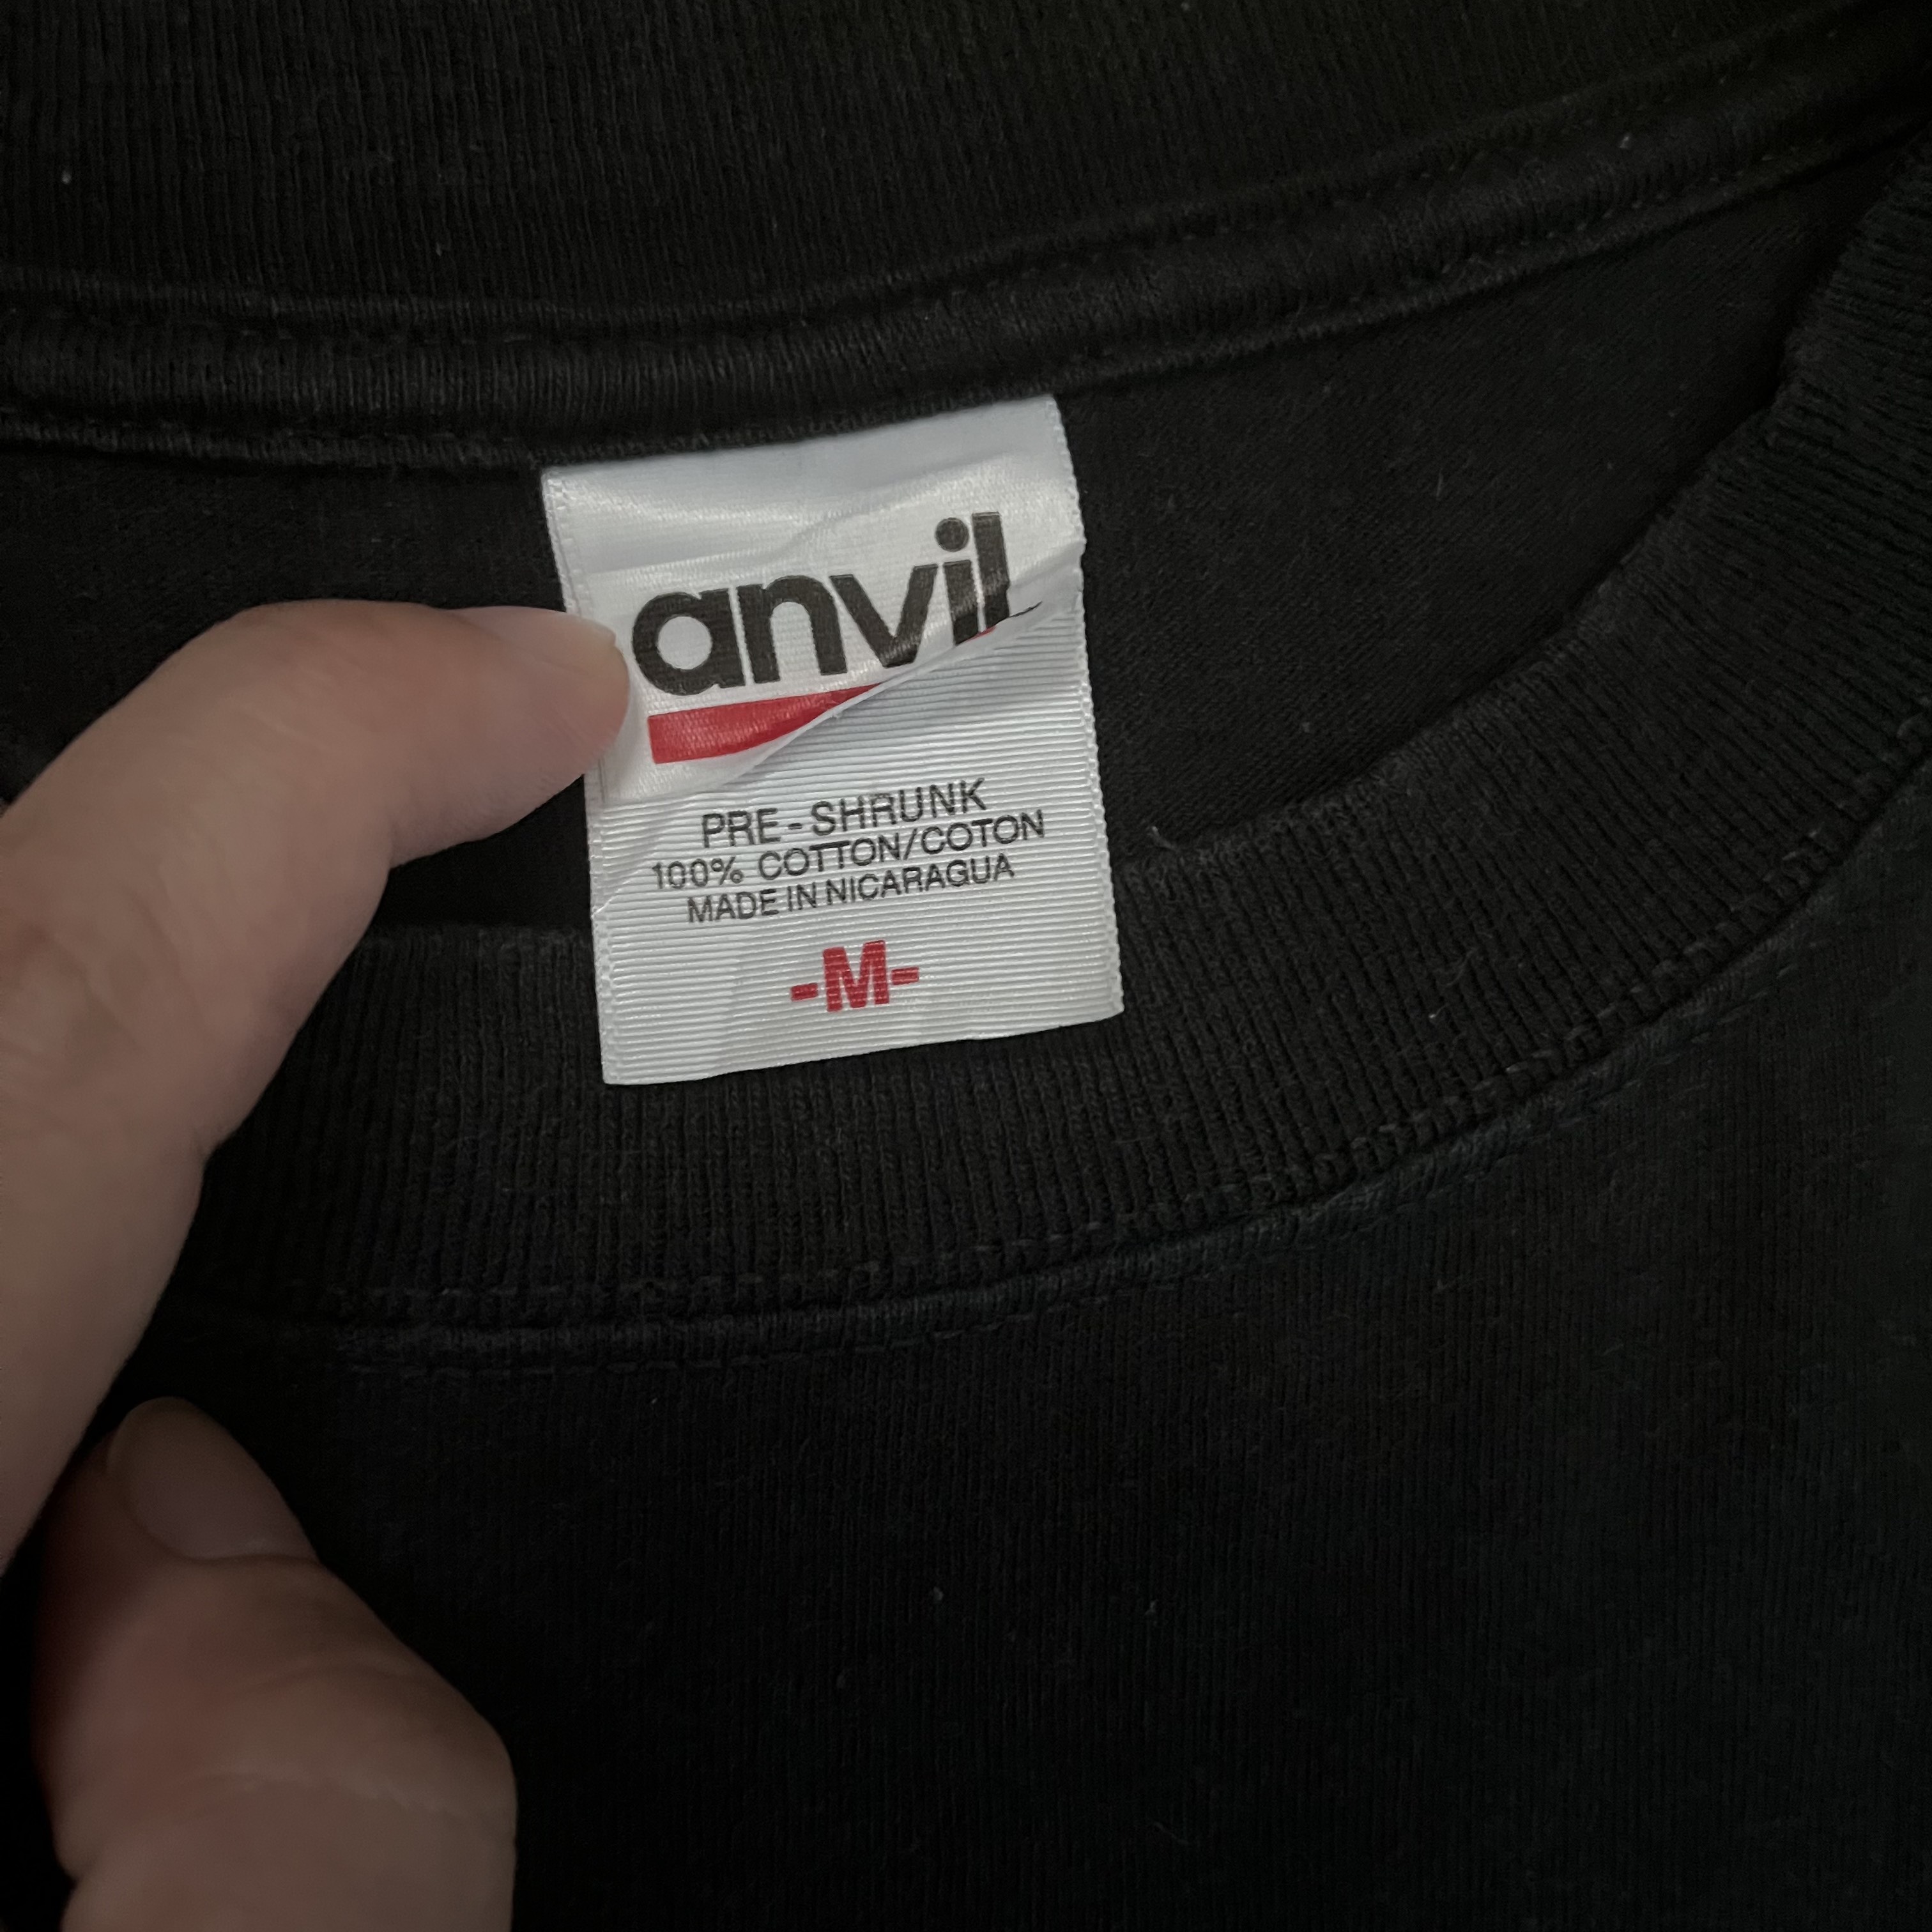 anvil
PRE-SHRUNK
100% COTTON/COTON
MADE IN NICARAGUA
-M-